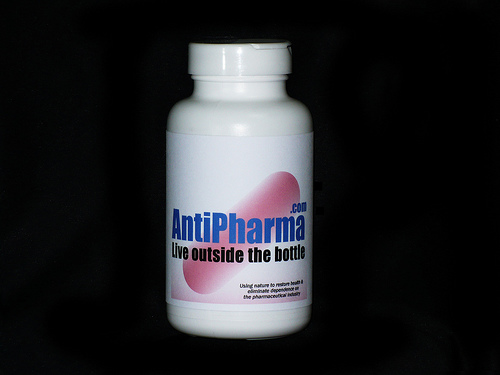 .com
AntiPharma
Live outside the bottle
Using nature to restore health &
eliminate dependence on
the pharmaceutical industry